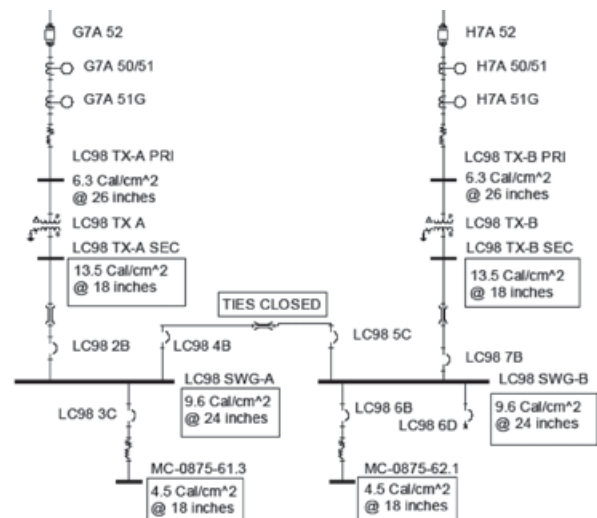 G7A 52
H7A 52
G7A 50/51
H7A 50/51
G7A 51G
H7A 51G
LC98 TX-A PRI
6.3 Cal/cm^2
@ 26 inches
LC98 TX-B PRI
6.3 Cal/cm^2
@ 26 inches
LC98 TX A
LC98 TX-B
LC98 TX-A SEC
13.5 Cal/cm^2
@ 18 inches
LC98 TX-B SEC
13.5 Cal/cm^2
@ 18 inches
TIES CLOSED
LC98 2B
LC98 4B
LC98 5C
LC98 7B
LC98 SWG-A
9.6 Cal/cm^2
@ 24 inches
LC98 SWG-B
9.6 Cal/cm^2
@ 24 inches
LC98 3C
LC98 6B
LC98 6D
MC-0875-61.3
4.5 Cal/cm^2
@ 18 inches
MC-0875-62.1
4.5 Cal/cm^2
@ 18 inches